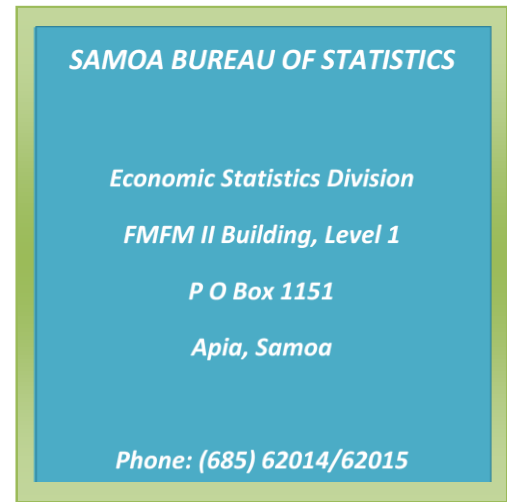 SAMOA BUREAU OF STATISTICS
Economic Statistics Division
FMFM II Building, Level 1
P O Box 1151
Apia, Samoa
Phone: (685) 62014/62015